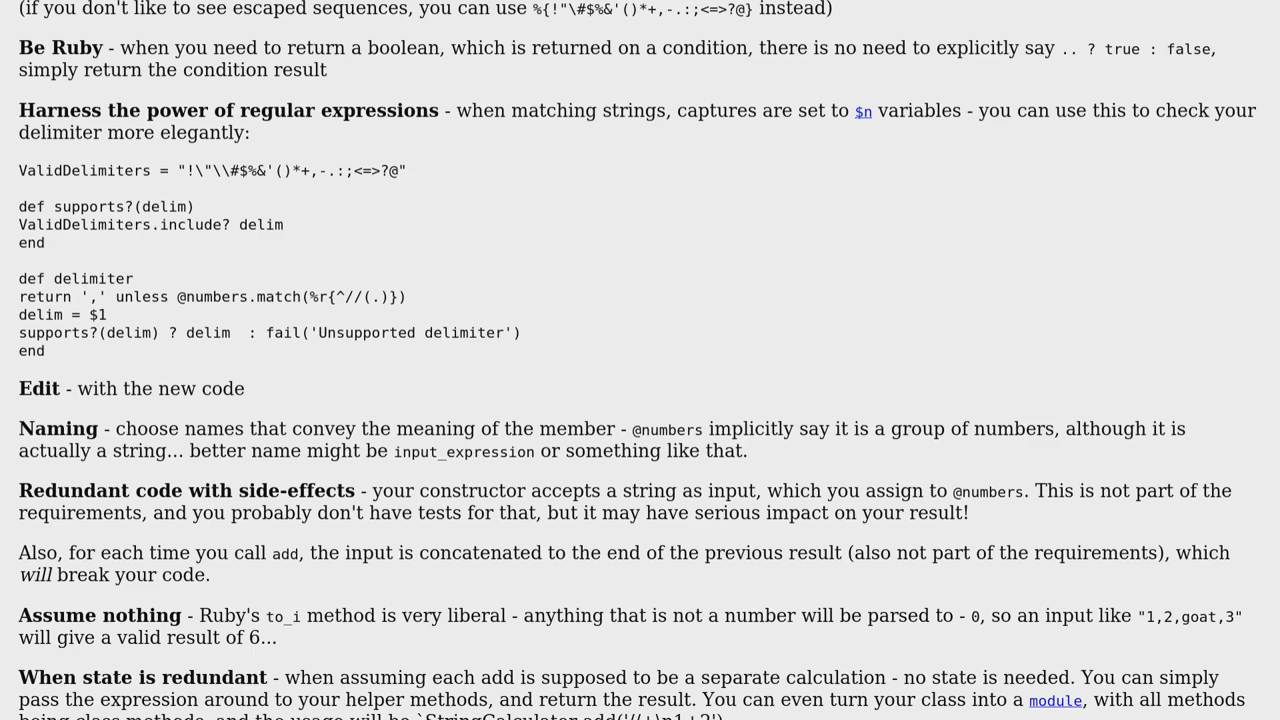 (if you don't like to see escaped sequences, you can use %{!"\#$%&'()*+,-.:;<=>?@} instead)
Be Ruby - when you need to return a boolean, which is returned on a condition, there is no need to explicitly say .. ? true : false,
simply return the condition result
Harness the power of regular expressions - when matching strings, captures are set to $n variables - you can use this to check your
delimiter more elegantly:
ValidDelimiters = "!\"\\#$%&'()*+,-.:;<=>?@"
def supports?(delim)
ValidDelimiters.include? delim
end
def delimiter
return ',' unless @numbers.match(%r{^//(.)})
delim = $1
supports?(delim) ? delim  : fail('Unsupported delimiter')
end
Edit - with the new code
Naming - choose names that convey the meaning of the member - @numbers implicitly say it is a group of numbers, although it is
actually a string... better name might be input_expression or something like that.
Redundant code with side-effects - your constructor accepts a string as input, which you assign to @numbers. This is not part of the
requirements, and you probably don't have tests for that, but it may have serious impact on your result!
Also, for each time you call add, the input is concatenated to the end of the previous result (also not part of the requirements), which
will break your code.
Assume nothing - Ruby's to_i method is very liberal - anything that is not a number will be parsed to - 0, so an input like "1,2,goat,3"
will give a valid result of 6...
When state is redundant - when assuming each add is supposed to be a separate calculation - no state is needed. You can simply
pass the expression around to your helper methods, and return the result. You can even turn your class into a module, with all methods
being class methods, and the usage will be `StringCalculator.add('//+\n1+2')